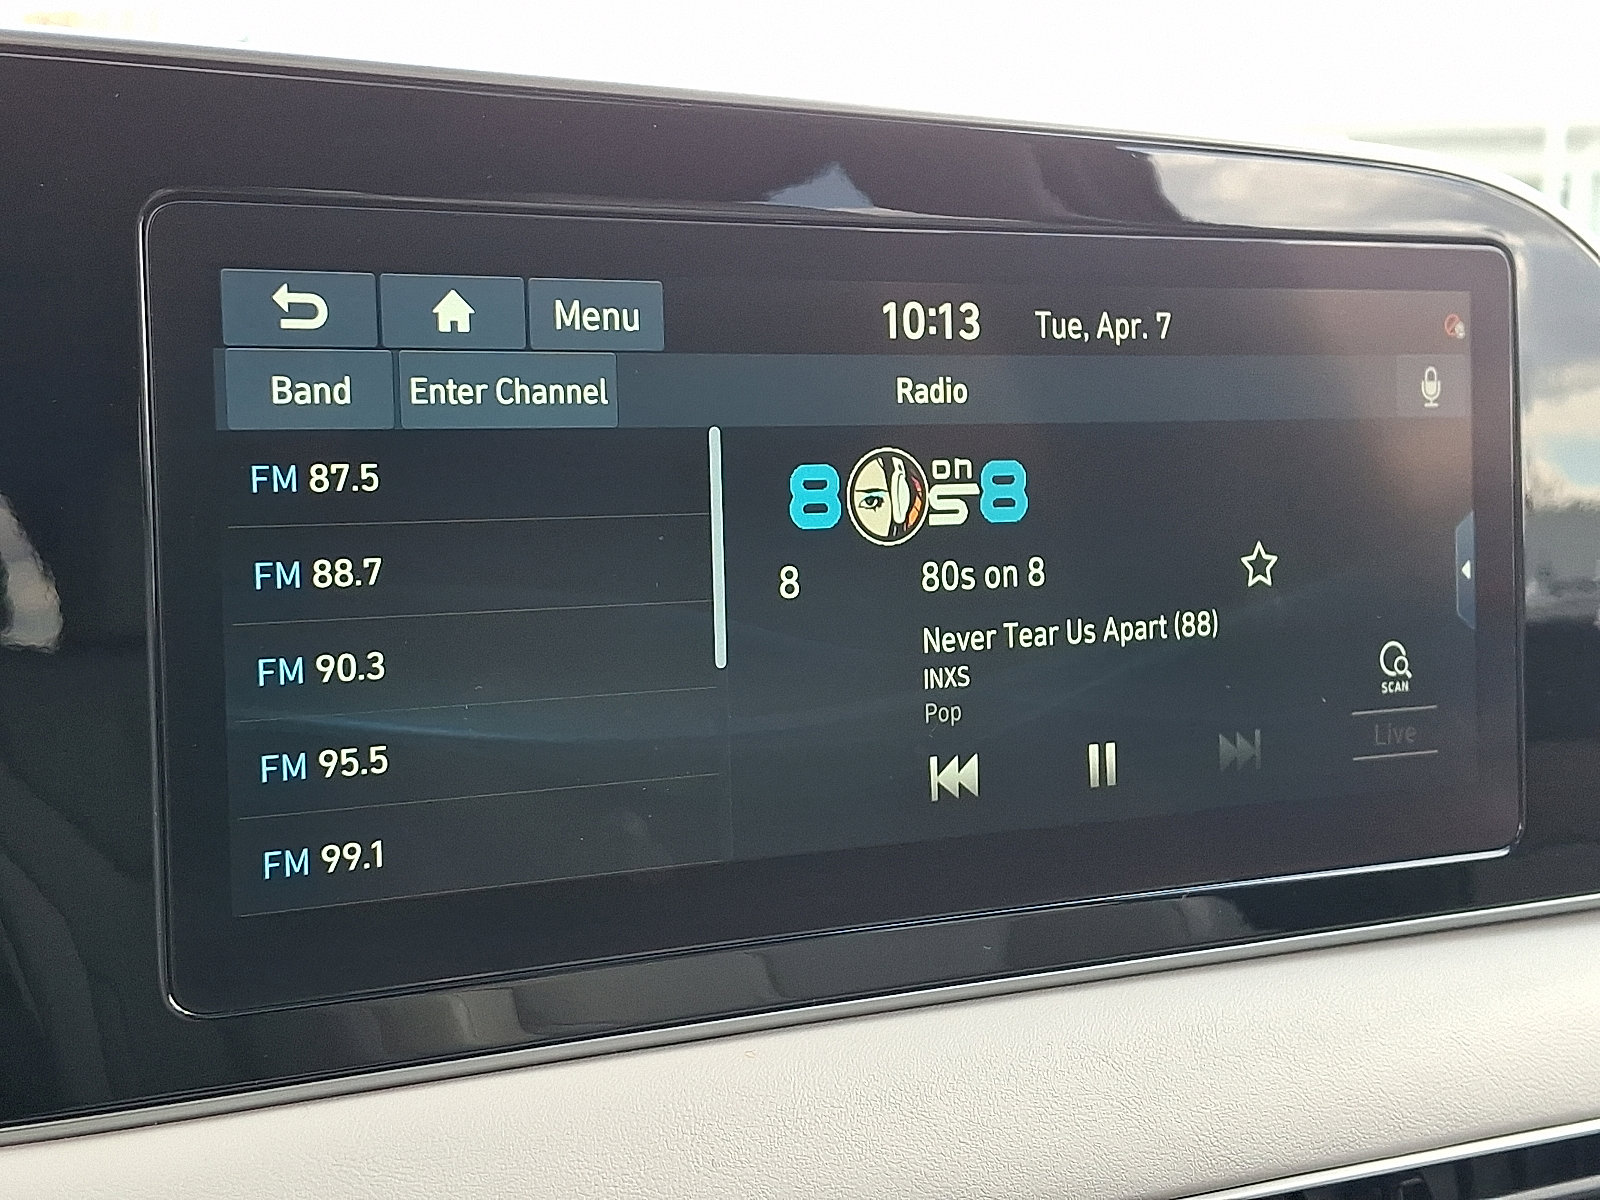 Menu
10:13
Tue, Apr. 7
Band
Enter Channel
Radio
FM 87.5
FM 88.7
FM 90.3
FM 95.5
FM 99.1
8 on s 8
8
80s on 8
Never Tear Us Apart (88)
INXS
Pop
SCAN
Live